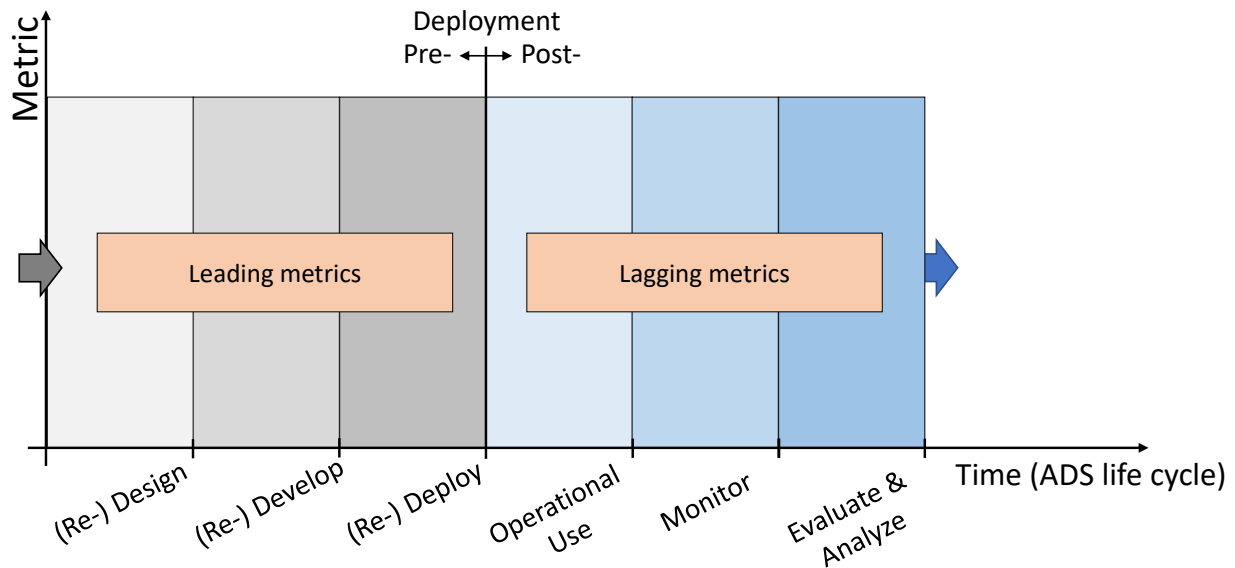 Metric
Deployment
Pre- Post-
Leading metrics
Lagging metrics
(Re-) Design
(Re-) Develop
(Re-) Deploy
Operational
Use
Monitor
Evaluate &
Analyze
Time (ADS life cycle)